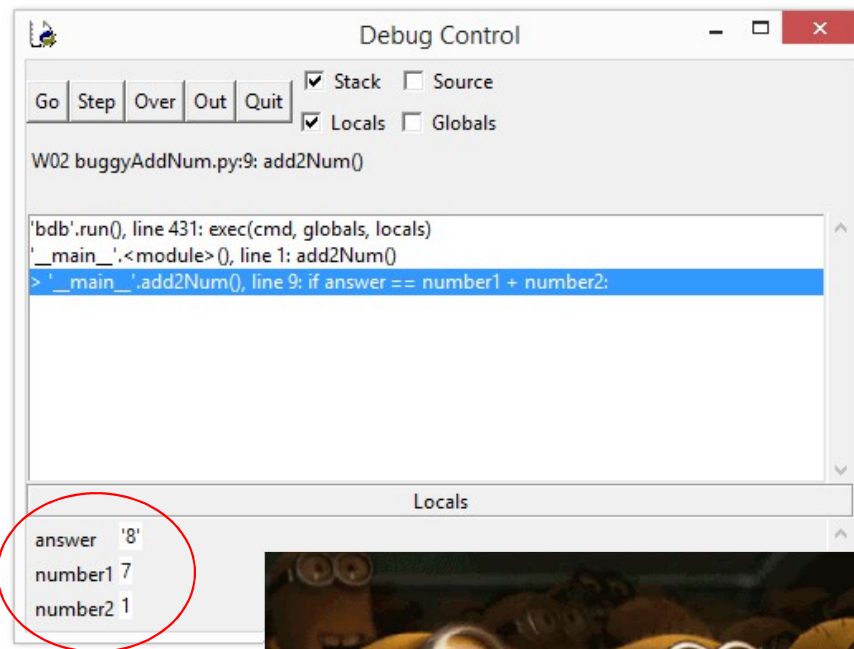 Debug Control
Go Step Over Out Quit
Stack Source
Locals Globals
W02 buggyAddNum.py:9: add2Num()
'bdb'.run(), line 431: exec(cmd, globals, locals)
'__main__'.<module>(), line 1: add2Num()
> '__main__'.add2Num(), line 9: if answer == number1 + number2:
Locals
answer '8'
number1 7
number2 1